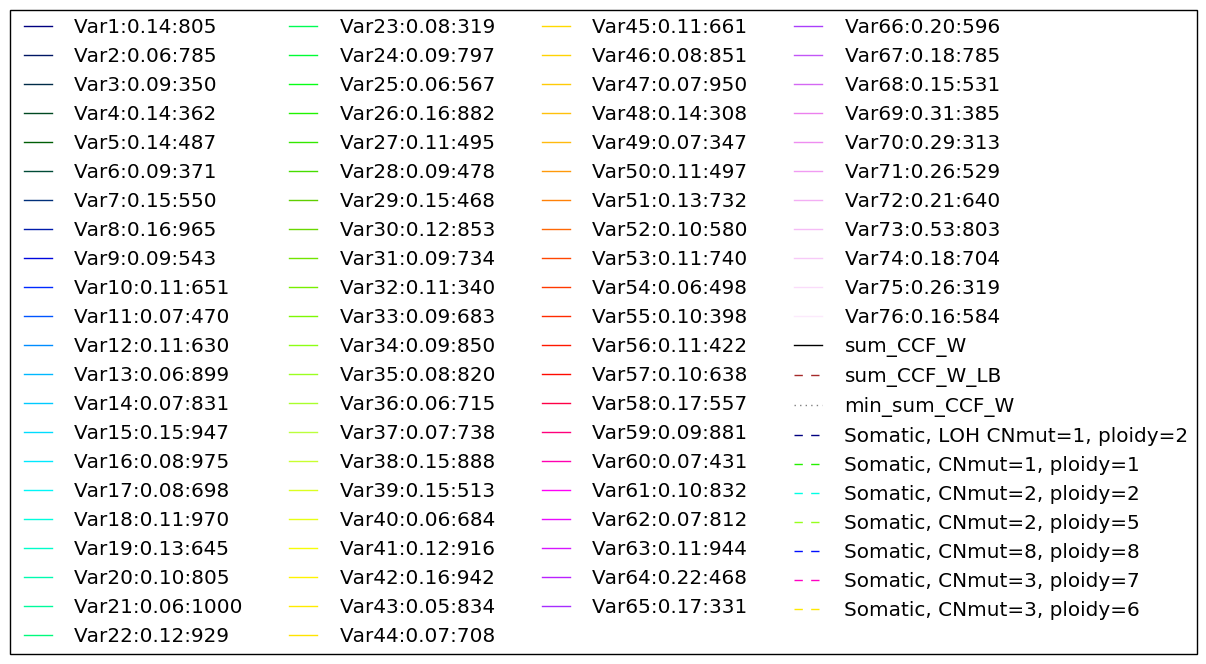 Var1:0.14:805
Var2:0.06:785
Var3:0.09:350
Var4:0.14:362
Var5:0.14:487
Var6:0.09:371
Var7:0.15:550
Var8:0.16:965
Var9:0.09:543
Var10:0.11:651
Var11:0.07:470
Var12:0.11:630
Var13:0.06:899
Var14:0.07:831
Var15:0.15:947
Var16:0.08:975
Var17:0.08:698
Var18:0.11:970
Var19:0.13:645
Var20:0.10:805
Var21:0.06:1000
Var22:0.12:929
Var23:0.08:319
Var24:0.09:797
Var25:0.06:567
Var26:0.16:882
Var27:0.11:495
Var28:0.09:478
Var29:0.15:468
Var30:0.12:853
Var31:0.09:734
Var32:0.11:340
Var33:0.09:683
Var34:0.09:850
Var35:0.08:820
Var36:0.06:715
Var37:0.07:738
Var38:0.15:888
Var39:0.15:513
Var40:0.06:684
Var41:0.12:916
Var42:0.16:942
Var43:0.05:834
Var44:0.07:708
Var45:0.11:661
Var46:0.08:851
Var47:0.07:950
Var48:0.14:308
Var49:0.07:347
Var50:0.11:497
Var51:0.13:732
Var52:0.10:580
Var53:0.11:740
Var54:0.06:498
Var55:0.10:398
Var56:0.11:422
Var57:0.10:638
Var58:0.17:557
Var59:0.09:881
Var60:0.07:431
Var61:0.10:832
Var62:0.07:812
Var63:0.11:944
Var64:0.22:468
Var65:0.17:331
Var66:0.20:596
Var67:0.18:785
Var68:0.15:531
Var69:0.31:385
Var70:0.29:313
Var71:0.26:529
Var72:0.21:640
Var73:0.53:803
Var74:0.18:704
Var75:0.26:319
Var76:0.16:584
sum_CCF_W
sum_CCF_W_LB
min_sum_CCF_W
Somatic, LOH CNmut=1, ploidy=2
Somatic, CNmut=1, ploidy=1
Somatic, CNmut=2, ploidy=2
Somatic, CNmut=2, ploidy=5
Somatic, CNmut=8, ploidy=8
Somatic, CNmut=3, ploidy=7
Somatic, CNmut=3, ploidy=6